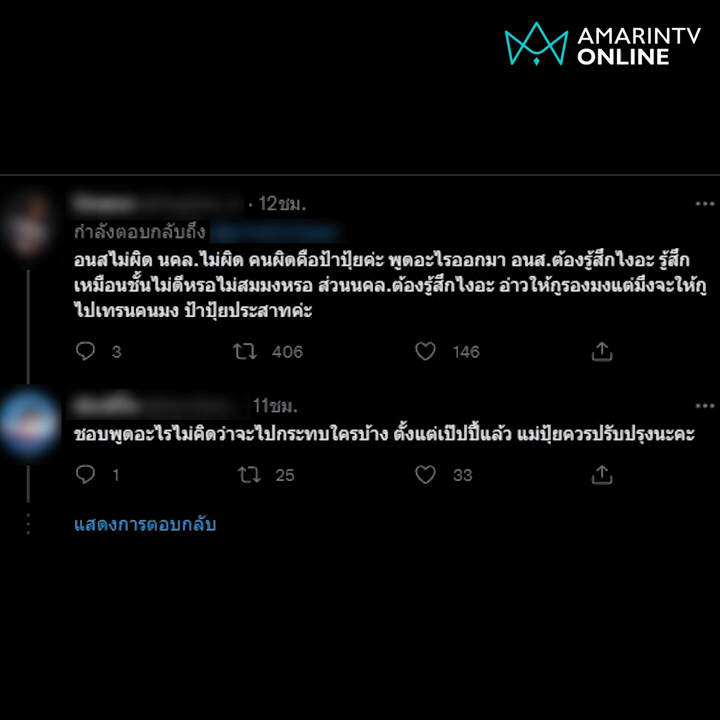 AMARINTV
ONLINE
· 12ชม.
กำลังตอบกลับถึง
อนสไม่ผิด นคล.ไม่ผิด คนผิดคือป้าปุ้ยค่ะ พูดอะไรออกมา อนส.ต้องรู้สึกไงอะ รู้สึก
เหมือนชั้นไม่ดีหรอไม่สมมงหรอ ส่วนนคล.ต้องรู้สึกไงอะ อ่าวให้กูรองมงแต่มึงจะให้กู
ไปเทรนคนมง ป้าปุ้ยประสาทค่ะ
3 406 146
11ชม.
ชอบพูดอะไรไม่คิดว่าจะไปกระทบใครบ้าง ตั้งแต่เป๊ปปี้แล้ว แม่ปุ้ยควรปรับปรุงนะคะ
1 25 33
แสดงการตอบกลับ